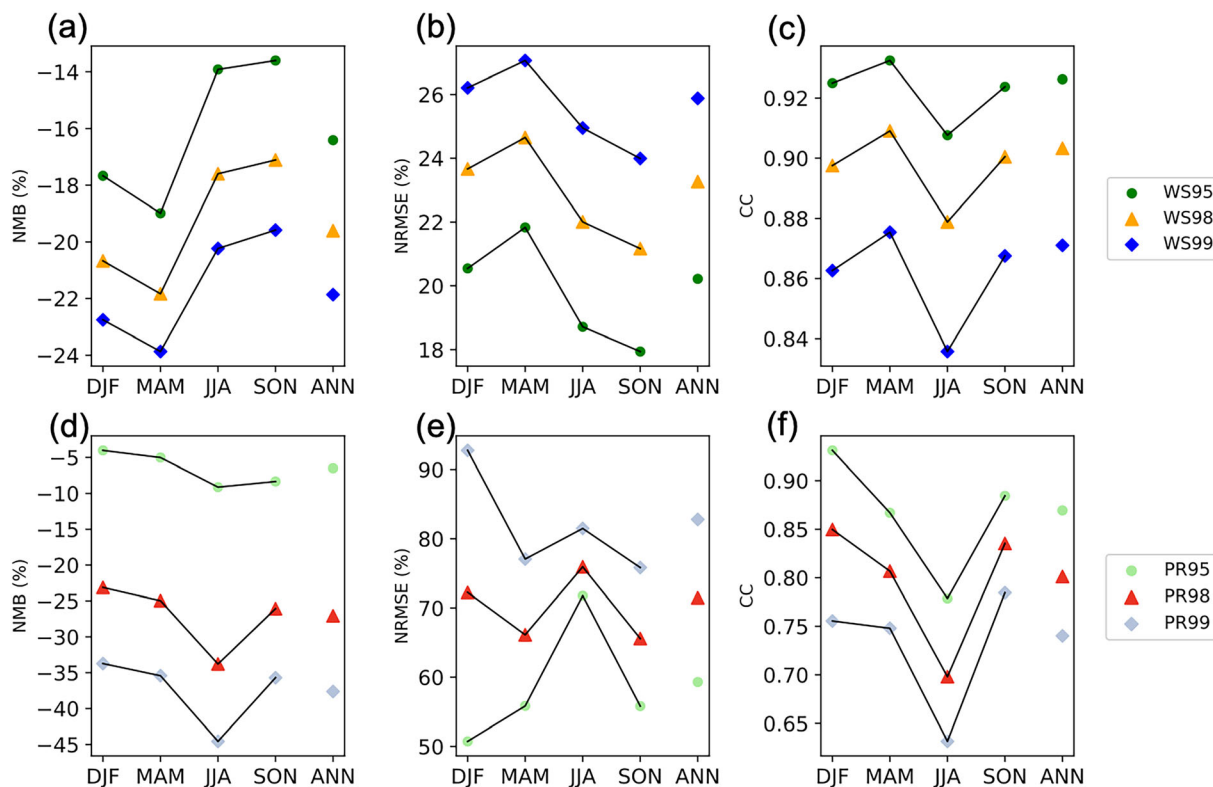 (a)
NMB (%)
−14
−16
−18
−20
−22
−24
DJF MAM JJA SON ANN
(b)
NRMSE (%)
26
24
22
20
18
DJF MAM JJA SON ANN
(c)
CC
0.92
0.90
0.88
0.86
0.84
DJF MAM JJA SON ANN
WS95
WS98
WS99
(d)
NMB (%)
−5
−10
−15
−20
−25
−30
−35
−40
−45
DJF MAM JJA SON ANN
(e)
NRMSE (%)
90
80
70
60
50
DJF MAM JJA SON ANN
(f)
CC
0.90
0.85
0.80
0.75
0.70
0.65
DJF MAM JJA SON ANN
PR95
PR98
PR99